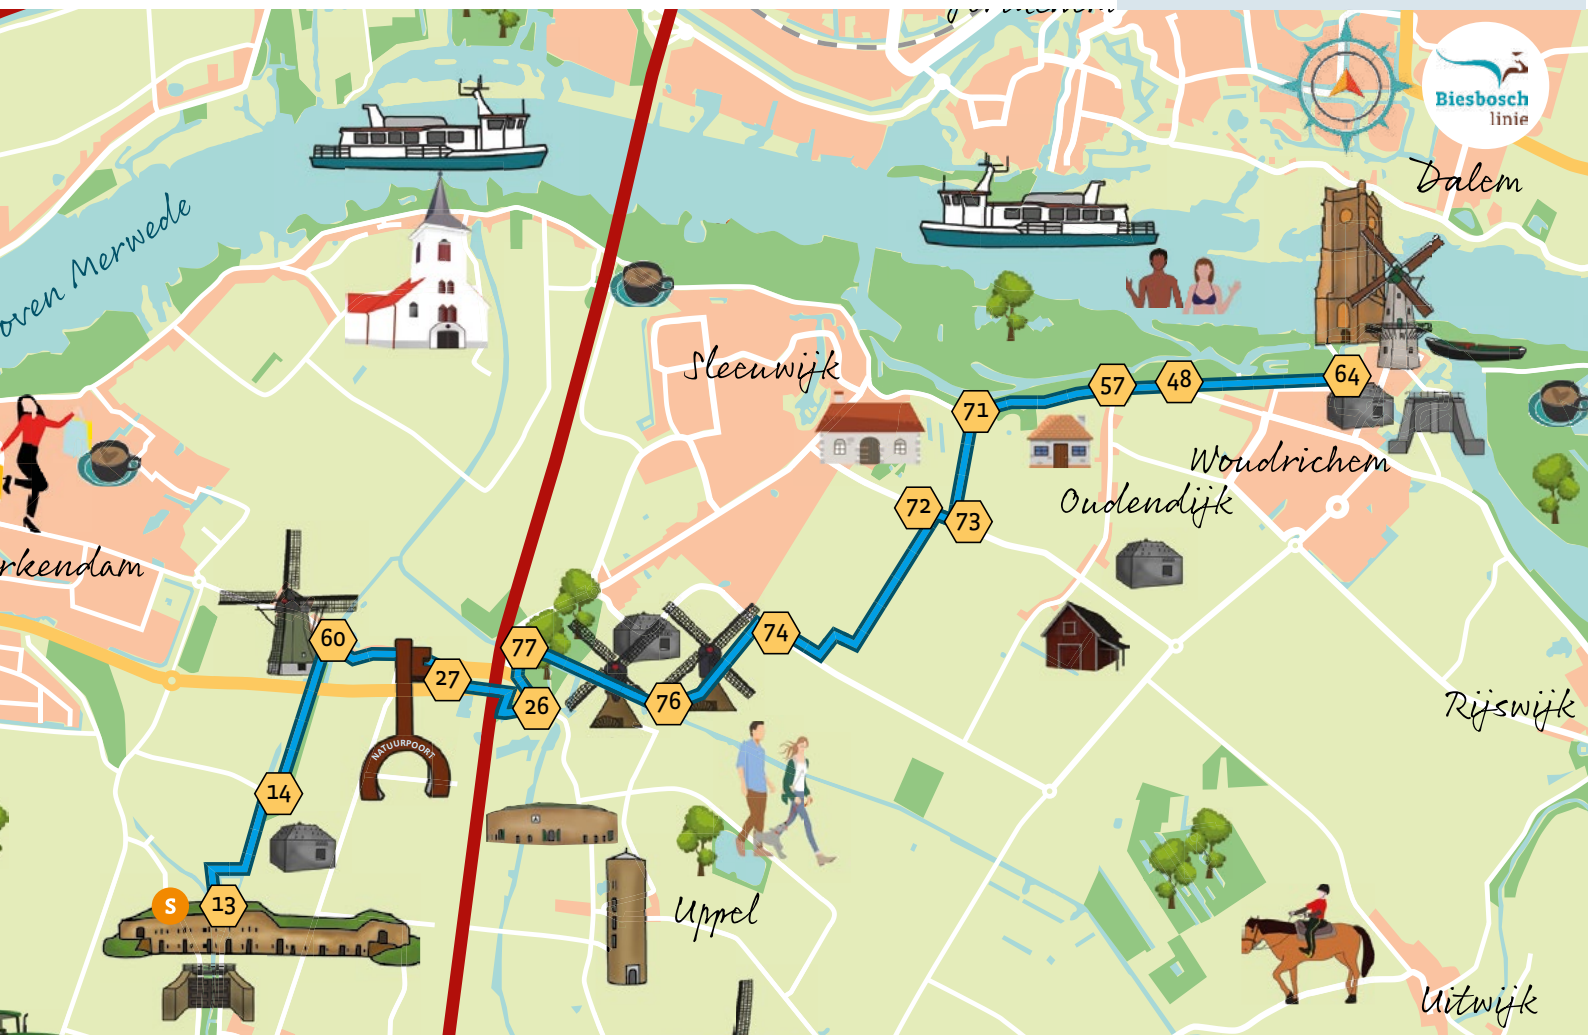 Biesbosch
linie
Dalem
oven Merwede
Sleeuwijk
64
48
57
71
Woudrichem
Oudendijk
72
73
rkendam
60
77
74
27
26
76
Rijswijk
NATUURPOORT
14
S
13
Uppel
Uitwijk